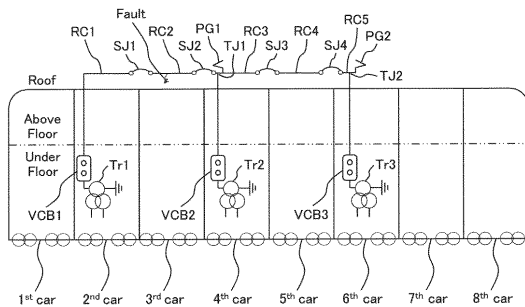 Fault
RC1 SJ1 RC2 SJ2 PG1 TJ1 RC3 SJ3 RC4 SJ4 RC5 PG2
TJ2
Roof
Above
Floor
Under
Floor
Tr1 Tr2 Tr3
VCB1 VCB2 VCB3
1st car 2nd car 3rd car 4th car 5th car 6th car 7th car 8th car